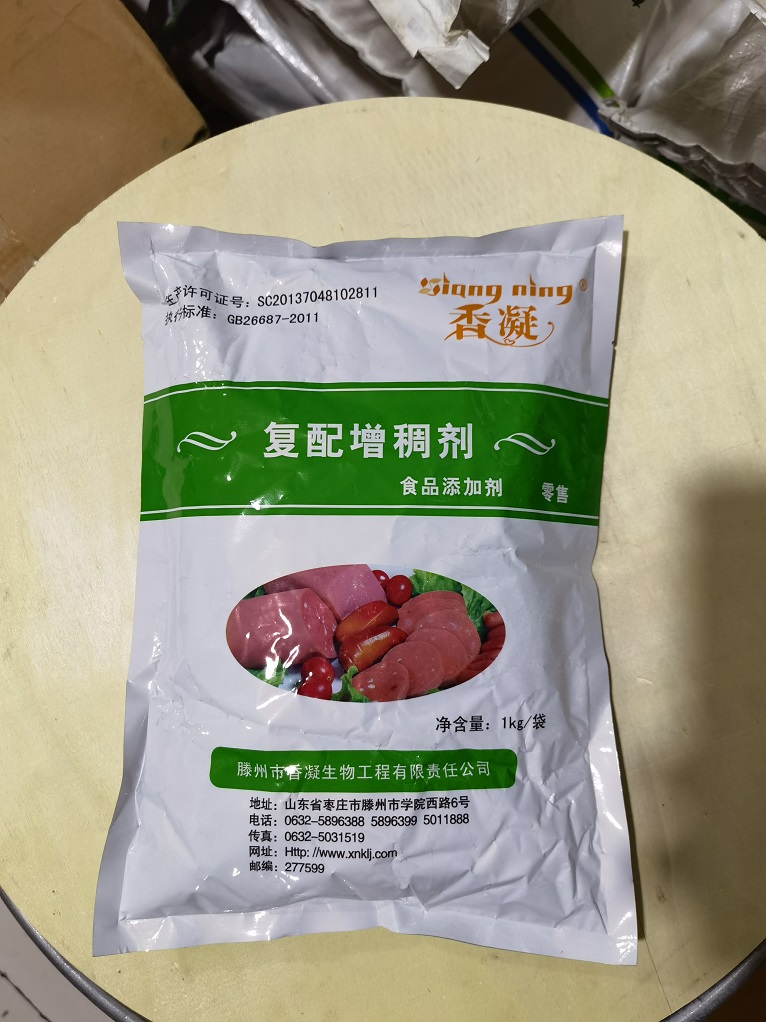 生产许可证号：SC20137048102811
执行标准：GB26687-2011
Xiang ning®
香凝
复配增稠剂
食品添加剂 零售
净含量：1kg/袋
滕州市香凝生物工程有限责任公司
地址：山东省枣庄市滕州市学院西路6号
电话：0632-5896388 5896399 5011888
传真：0632-5031519
网址：Http: //www.xnklj.com
邮编：277599